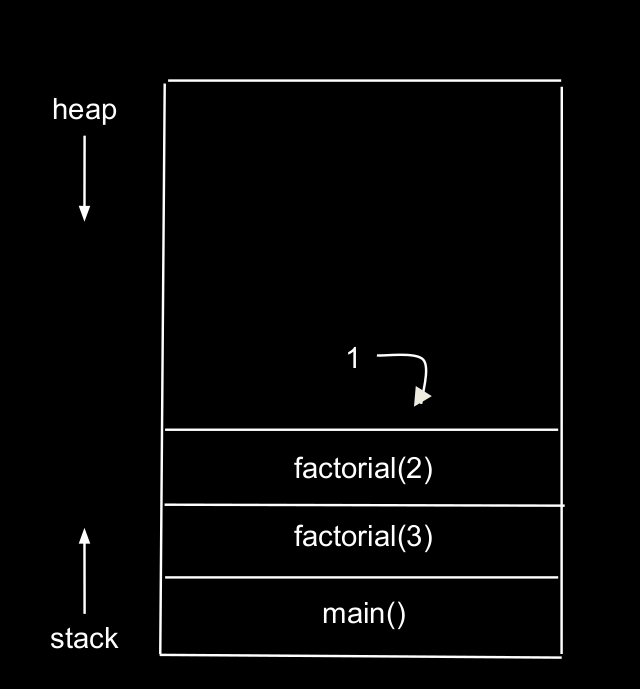 heap
1
factorial(2)
factorial(3)
main()
stack